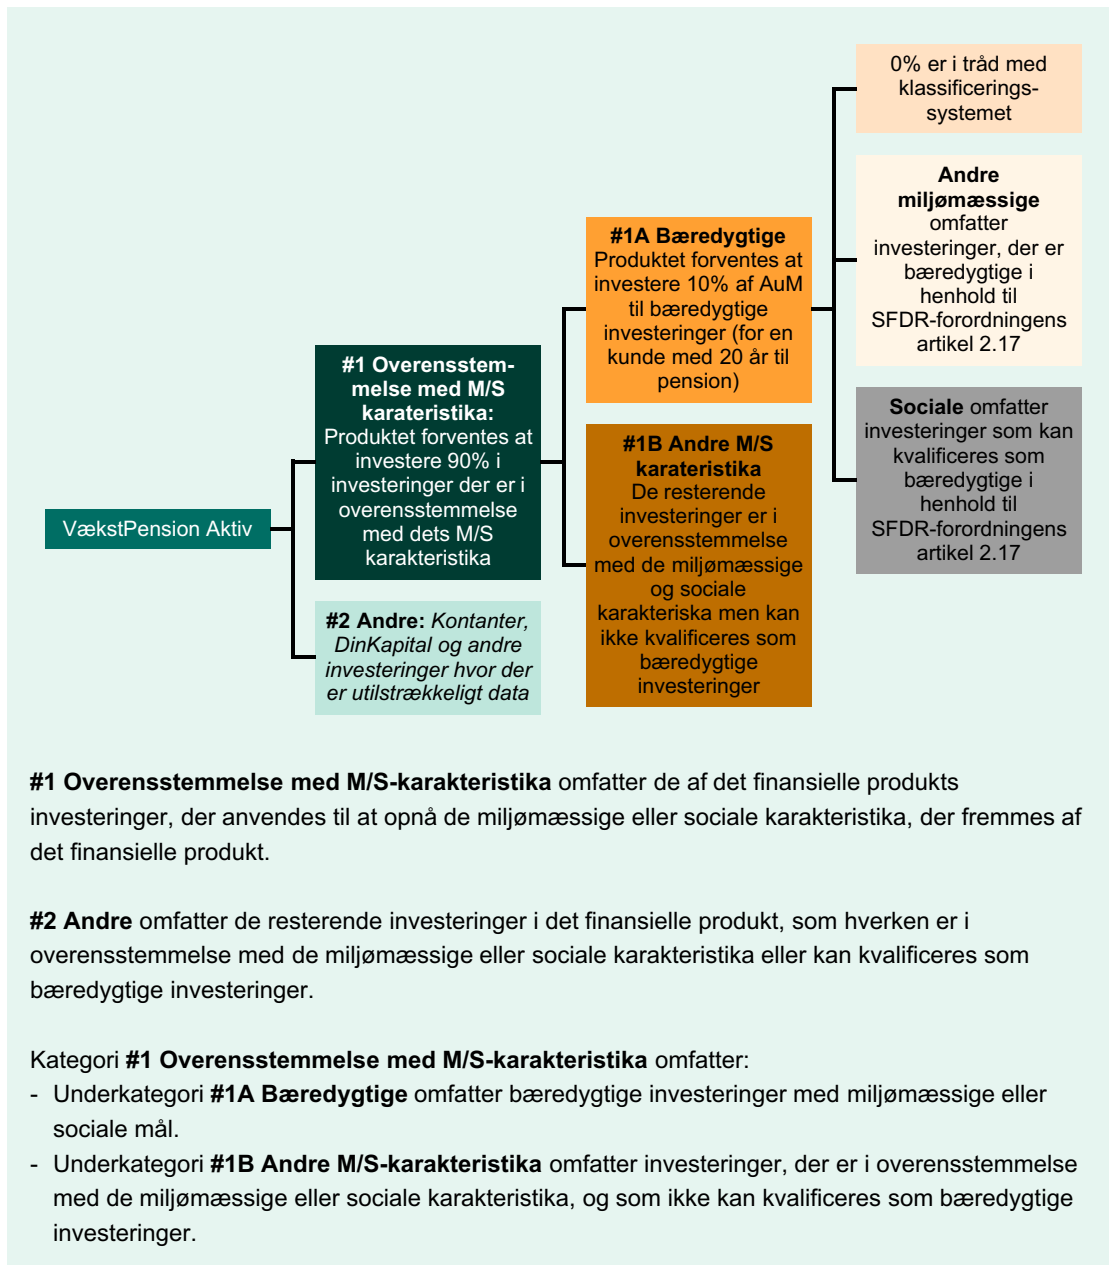 VækstPension Aktiv
#1 Overensstem-
melse med M/S
karateristika:
Produktet forventes at
investere 90% i
investeringer der er i
overensstemmelse
med dets M/S
karakteristika
#2 Andre: Kontanter,
DinKapital og andre
investeringer hvor der
er utilstrækkeligt data
#1A Bæredygtige
Produktet forventes at
investere 10% af AuM
til bæredygtige
investeringer (for en
kunde med 20 år til
pension)
#1B Andre M/S
karateristika
De resterende
investeringer er i
overensstemmelse
med de miljømæssige
og sociale
karakteriska men kan
ikke kvalificeres som
bæredygtige
investeringer
0% er i tråd med
klassificerings-
systemet
Andre
miljømæssige
omfatter
investeringer, der er
bæredygtige i
henhold til
SFDR-forordningens
artikel 2.17
Sociale omfatter
investeringer som kan
kvalificeres som
bæredygtige i
henhold til
SFDR-forordningens
artikel 2.17
#1 Overensstemmelse med M/S-karakteristika omfatter de af det finansielle produkts
investeringer, der anvendes til at opnå de miljømæssige eller sociale karakteristika, der fremmes af
det finansielle produkt.
#2 Andre omfatter de resterende investeringer i det finansielle produkt, som hverken er i
overensstemmelse med de miljømæssige eller sociale karakteristika eller kan kvalificeres som
bæredygtige investeringer.
Kategori #1 Overensstemmelse med M/S-karakteristika omfatter:
- Underkategori #1A Bæredygtige omfatter bæredygtige investeringer med miljømæssige eller
sociale mål.
- Underkategori #1B Andre M/S-karakteristika omfatter investeringer, der er i overensstemmelse
med de miljømæssige eller sociale karakteristika, og som ikke kan kvalificeres som bæredygtige
investeringer.